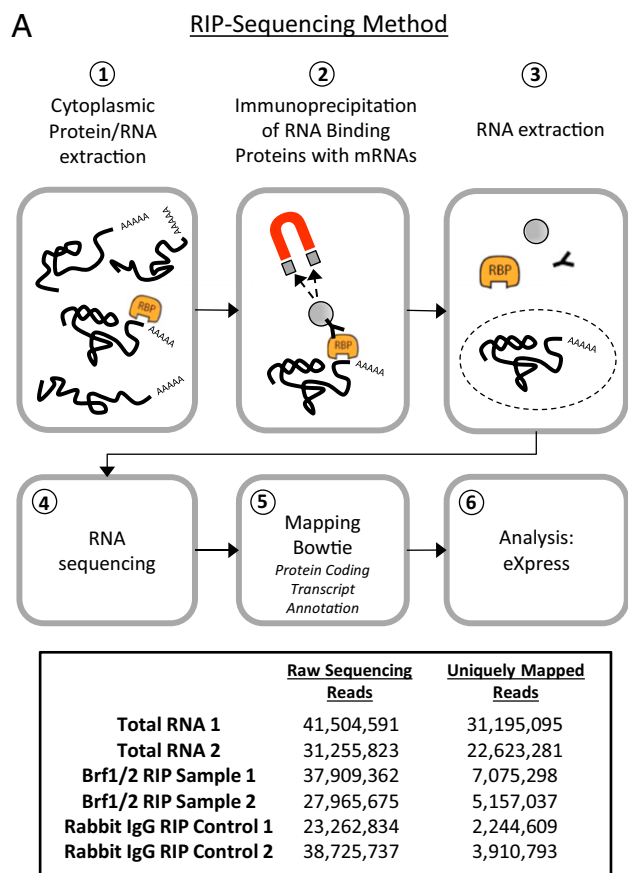 A
RIP-Sequencing Method
1
Cytoplasmic
Protein/RNA
extraction
2
Immunoprecipitation
of RNA Binding
Proteins with mRNAs
3
RNA extraction
AAAAA
AAAAA
RBP
AAAAA
AAAAA
RBP
AAAAA
RBP
AAAAA
4
RNA
sequencing
5
Mapping
Bowtie
Protein Coding
Transcript
Annotation
6
Analysis:
eXpress
Raw Sequencing Reads Uniquely Mapped Reads
Total RNA 1 41,504,591 31,195,095
Total RNA 2 31,255,823 22,623,281
Brf1/2 RIP Sample 1 37,909,362 7,075,298
Brf1/2 RIP Sample 2 27,965,675 5,157,037
Rabbit IgG RIP Control 1 23,262,834 2,244,609
Rabbit IgG RIP Control 2 38,725,737 3,910,793